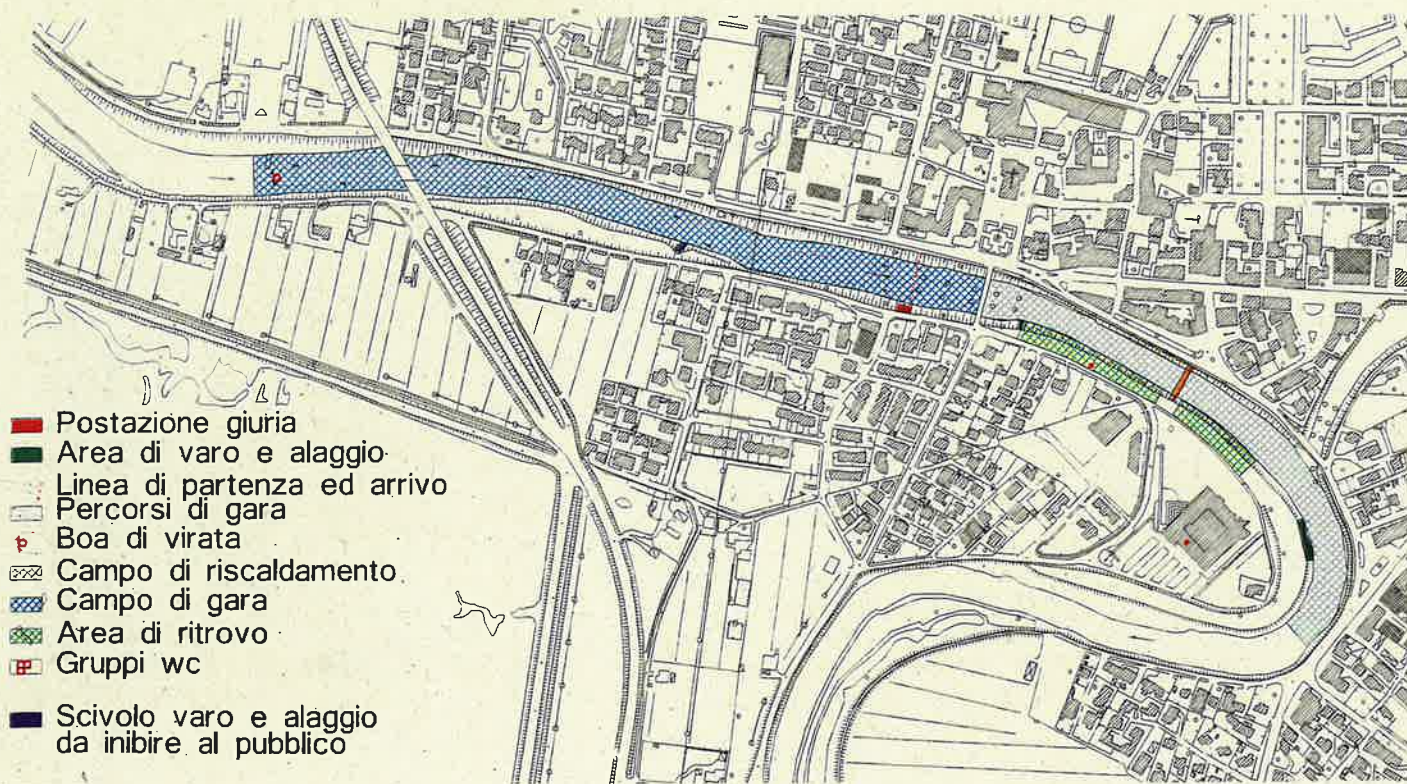 Postazione giuria
Area di varo e alaggio
Linea di partenza ed arrivo
Percorsi di gara
Boa di virata
Campo di riscaldamento
Campo di gara
Area di ritrovo
Gruppi wc
Scivolo varo e alaggio
da inibire al pubblico